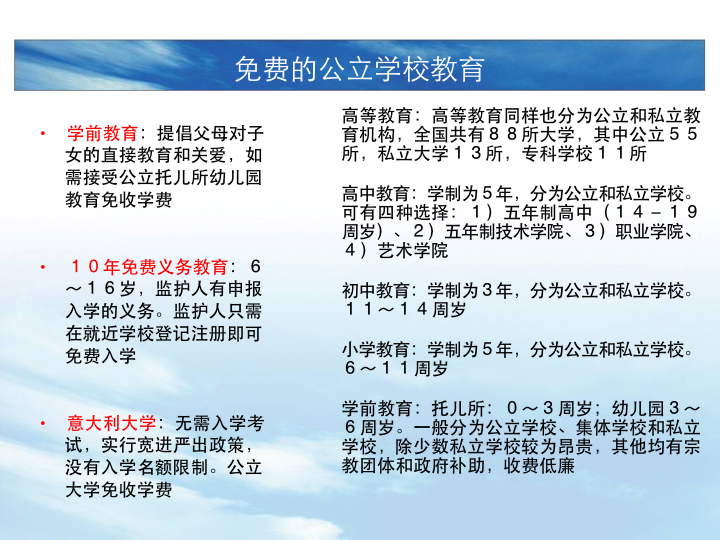 免费的公立学校教育
• 学前教育：提倡父母对子
女的直接教育和关爱，如
需接受公立托儿所幼儿园
教育免收学费
• １０年免费义务教育：６
～１６岁，监护人有申报
入学的义务。监护人只需
在就近学校登记注册即可
免费入学
• 意大利大学：无需入学考
试，实行宽进严出政策，
没有入学名额限制。公立
大学免收学费
高等教育：高等教育同样也分为公立和私立教
育机构，全国共有８８所大学，其中公立５５
所，私立大学１３所，专科学校１１所
高中教育：学制为５年，分为公立和私立学校。
可有四种选择：１）五年制高中（１４－１９
周岁）、２）五年制技术学院、３）职业学院、
４）艺术学院
初中教育：学制为３年，分为公立和私立学校。
１１～１４周岁
小学教育：学制为５年，分为公立和私立学校。
６～１１周岁
学前教育：托儿所：０～３周岁；幼儿园３～
６周岁。一般分为公立学校、集体学校和私立
学校，除少数私立学校较为昂贵，其他均有宗
教团体和政府补助，收费低廉